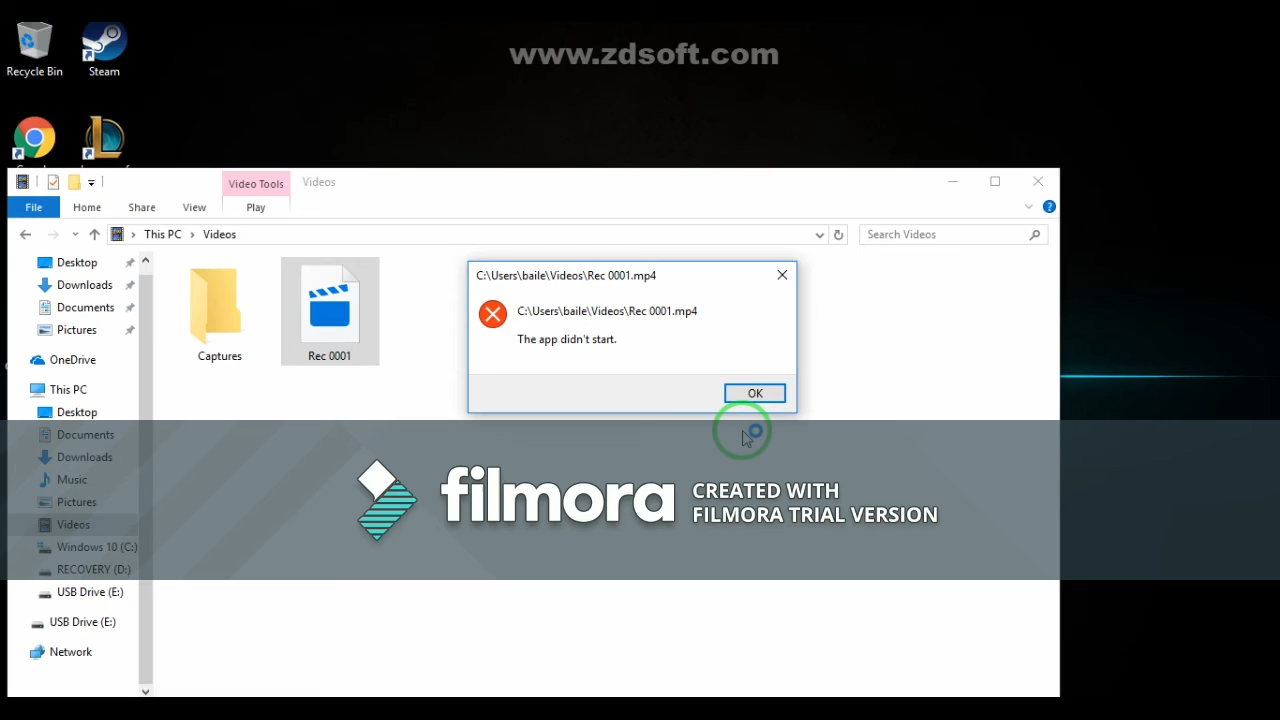 www.zdsoft.com
Recycle Bin
Steam
Video Tools
Videos
File
Home
Share
View
Play
This PC
Videos
Search Videos
Desktop
Downloads
Documents
Pictures
OneDrive
This PC
Desktop
Documents
Downloads
Music
Pictures
Videos
Windows 10 (C:)
RECOVERY (D:)
USB Drive (E:)
USB Drive (E:)
Network
Captures
Rec 0001
C:\Users\baile\Videos\Rec 0001.mp4
C:\Users\baile\Videos\Rec 0001.mp4
The app didn't start.
OK
filmora
CREATED WITH
FILMORA TRIAL VERSION